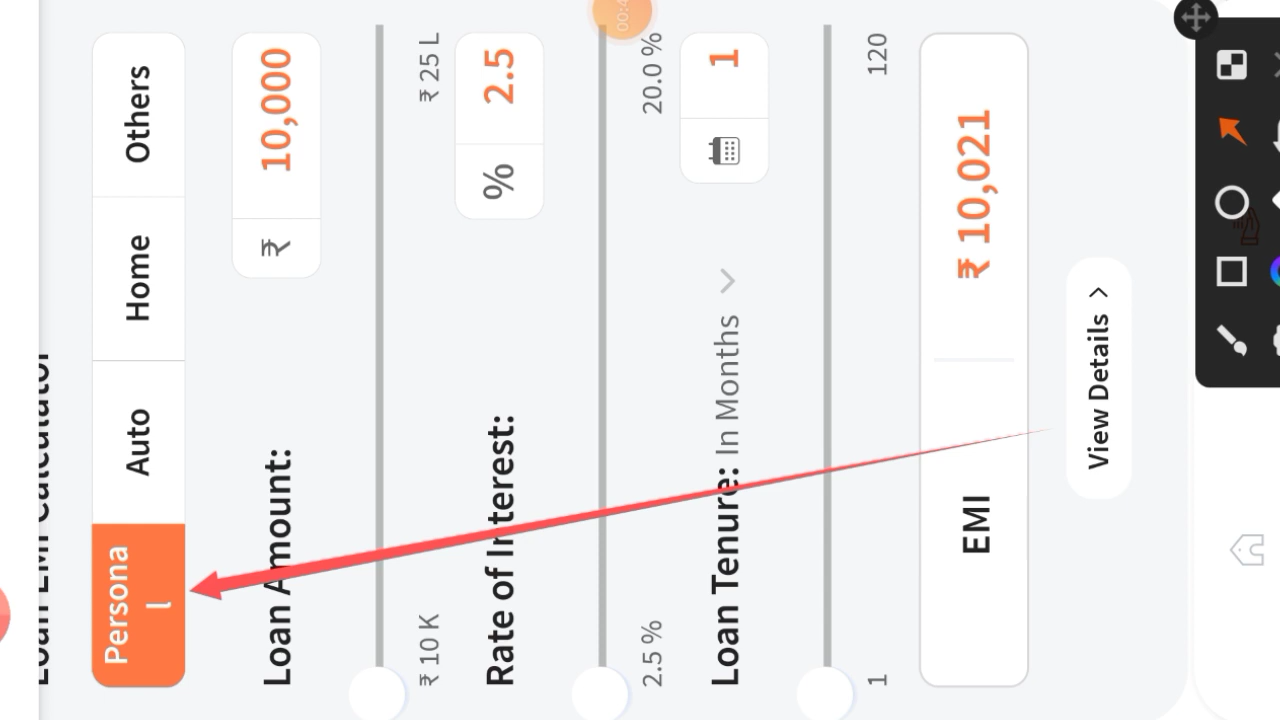 Loan EMI Calculator
Personal
Auto
Home
Others
Loan Amount:
₹ 10,000
₹ 10 K
₹ 25 L
Rate of Interest:
% 2.5
2.5 %
20.0 %
Loan Tenure: In Months
1
1
120
EMI
₹ 10,021
View Details >